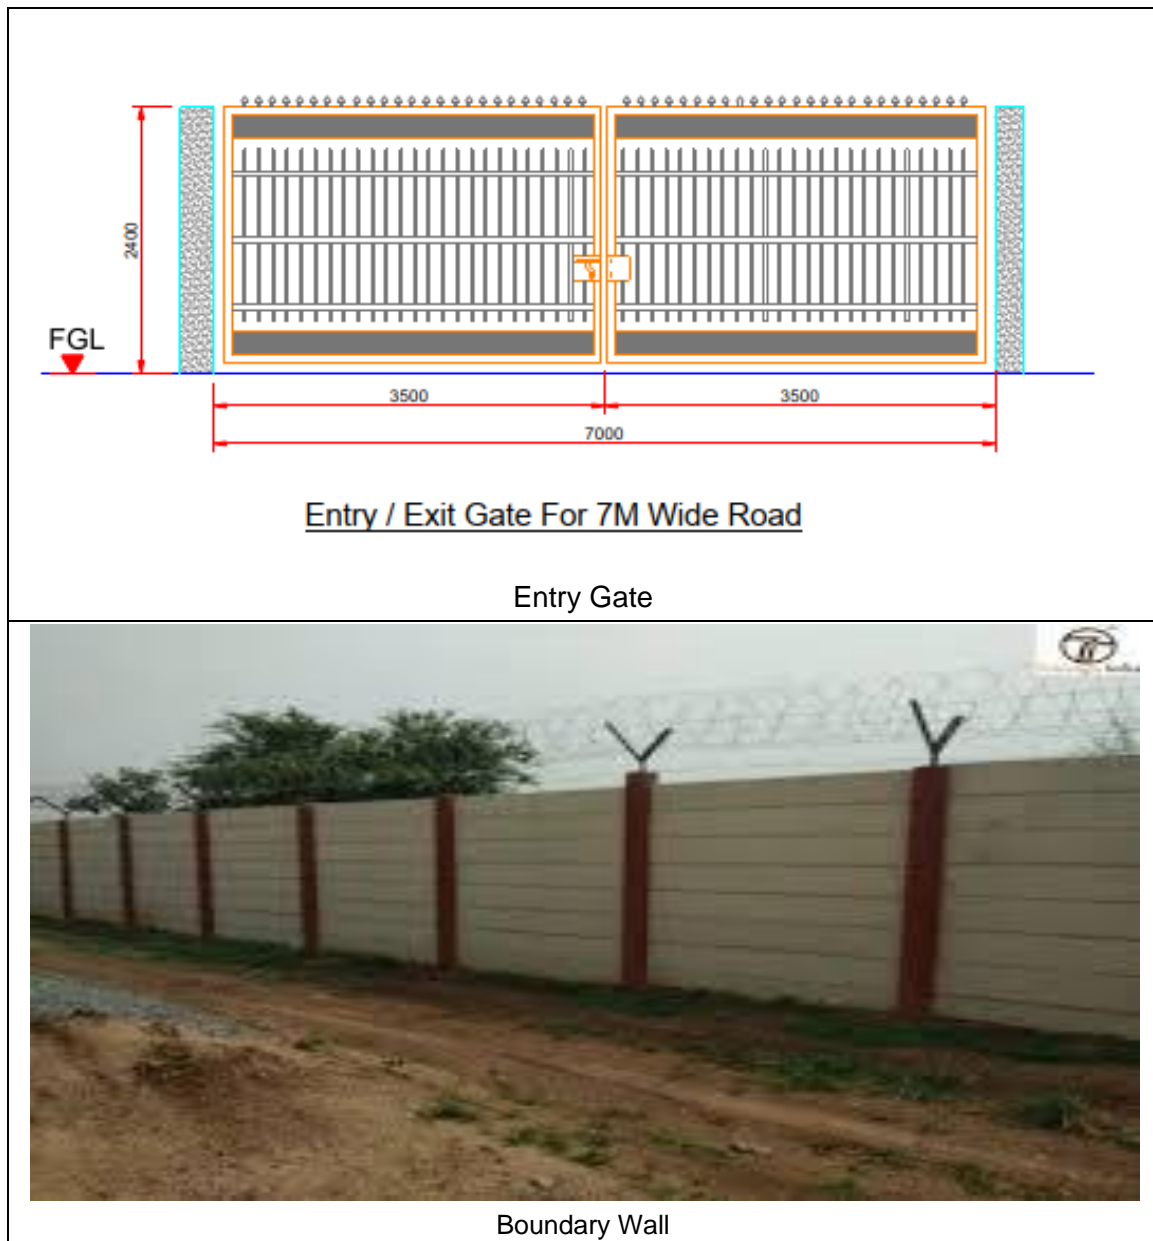 2400
FGL
3500 3500
7000
Entry / Exit Gate For 7M Wide Road
Entry Gate
Boundary Wall